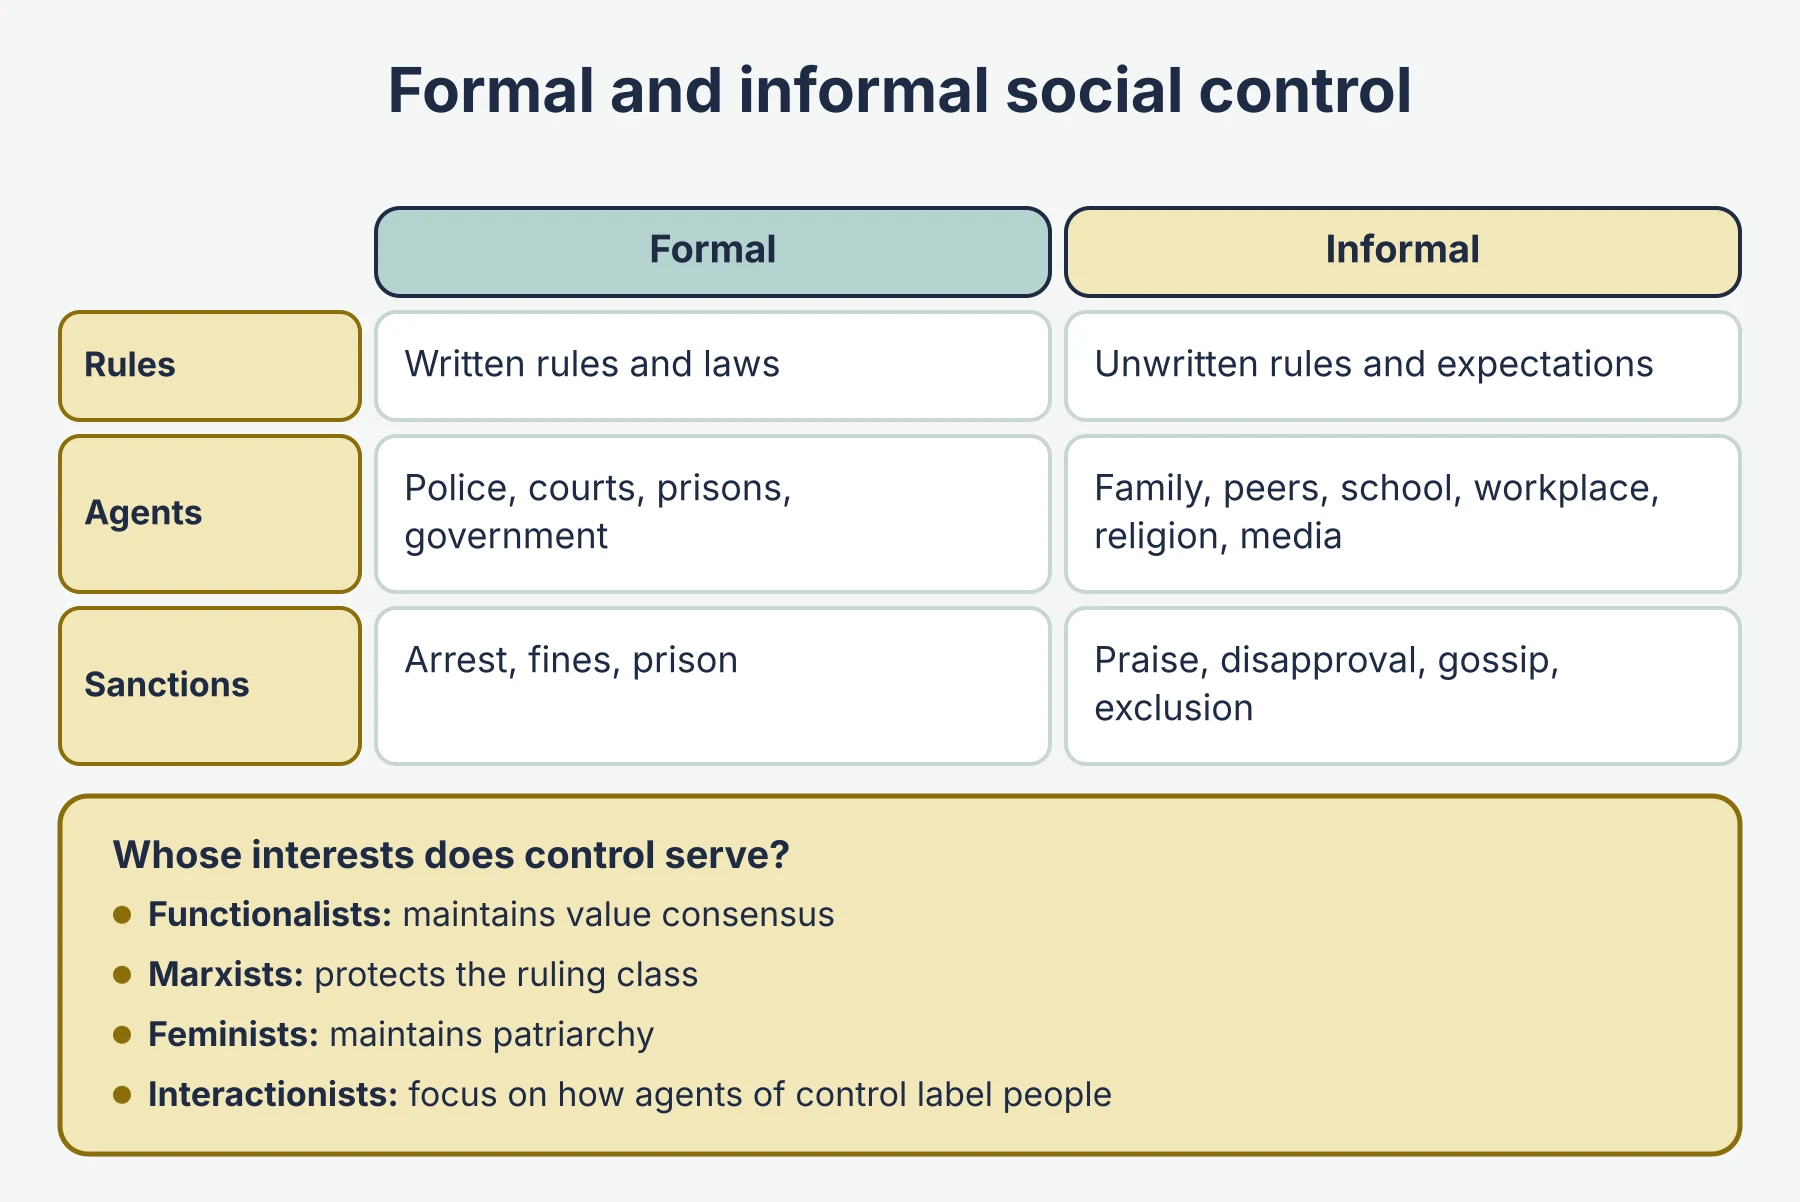 Formal and informal social control
Formal
Informal
Rules
Written rules and laws
Unwritten rules and expectations
Agents
Police, courts, prisons,
government
Family, peers, school, workplace,
religion, media
Sanctions
Arrest, fines, prison
Praise, disapproval, gossip,
exclusion
Whose interests does control serve?
Functionalists: maintains value consensus
Marxists: protects the ruling class
Feminists: maintains patriarchy
Interactionists: focus on how agents of control label people